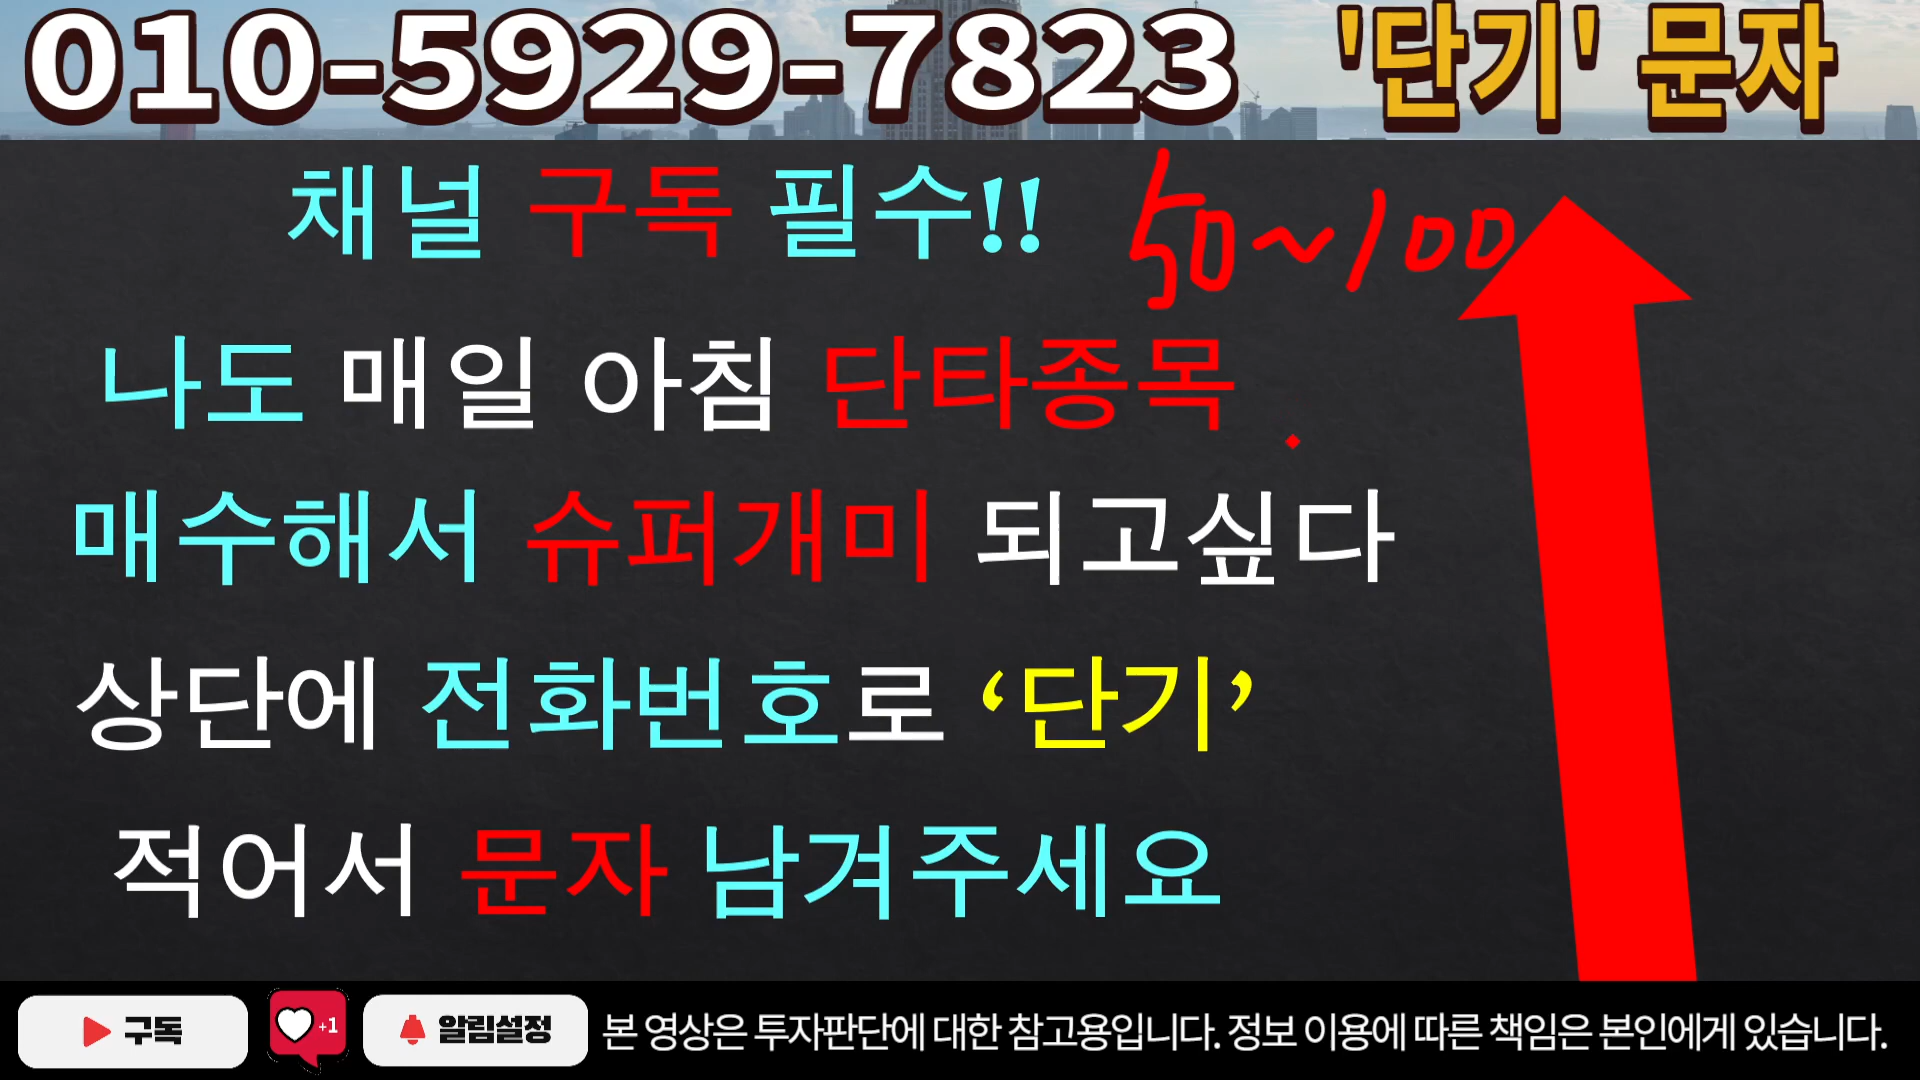 010-5929-7823 '단기' 문자
채널 구독 필수!! 50~100
나도 매일 아침 단타종목
매수해서 슈퍼개미 되고싶다
상단에 전화번호로 ‘단기’
적어서 문자 남겨주세요
구독 +1 알림설정 본 영상은 투자판단에 대한 참고용입니다. 정보 이용에 따른 책임은 본인에게 있습니다.